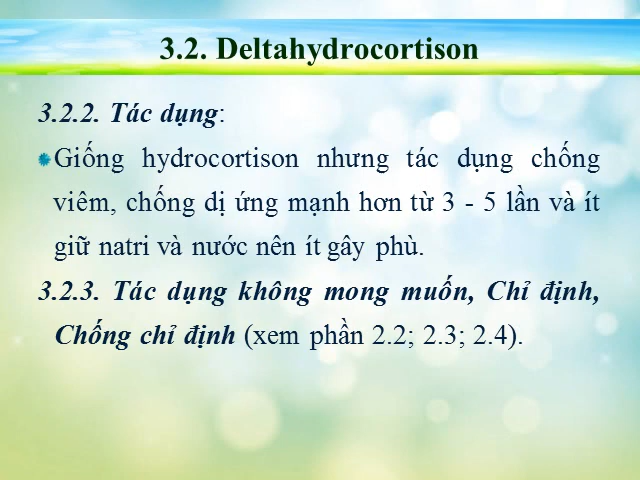 3.2. Deltahydrocortison
3.2.2. Tác dụng:
Giống hydrocortison nhưng tác dụng chống
viêm, chống dị ứng mạnh hơn từ 3 - 5 lần và ít
giữ natri và nước nên ít gây phù.
3.2.3. Tác dụng không mong muốn, Chỉ định,
Chống chỉ định (xem phần 2.2; 2.3; 2.4).